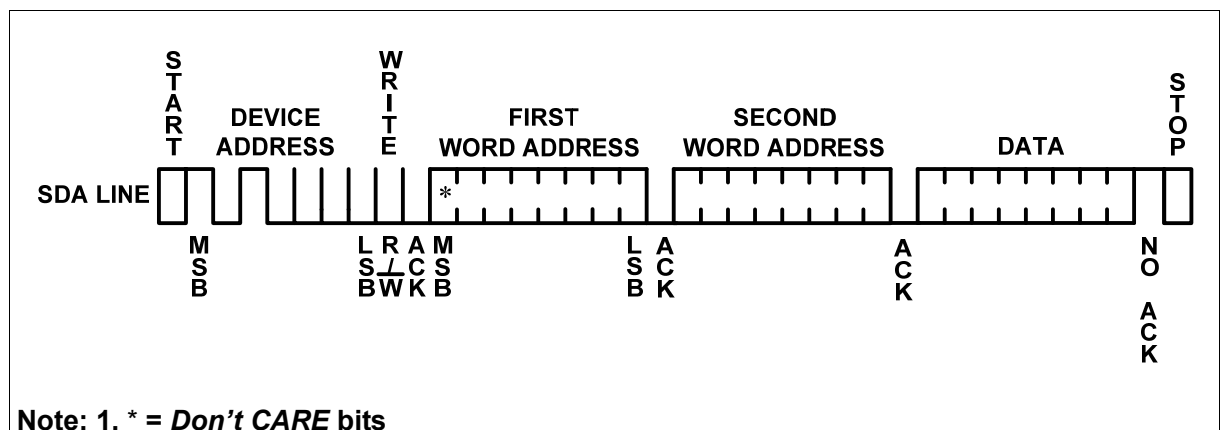 START
WRITE
STOP
DEVICE
ADDRESS
FIRST
WORD ADDRESS
SECOND
WORD ADDRESS
DATA
SDA LINE
*
MSB
LSB
R/W
ACK
MSB
LSB
ACK
ACK
NO ACK
Note: 1. * = Don't CARE bits